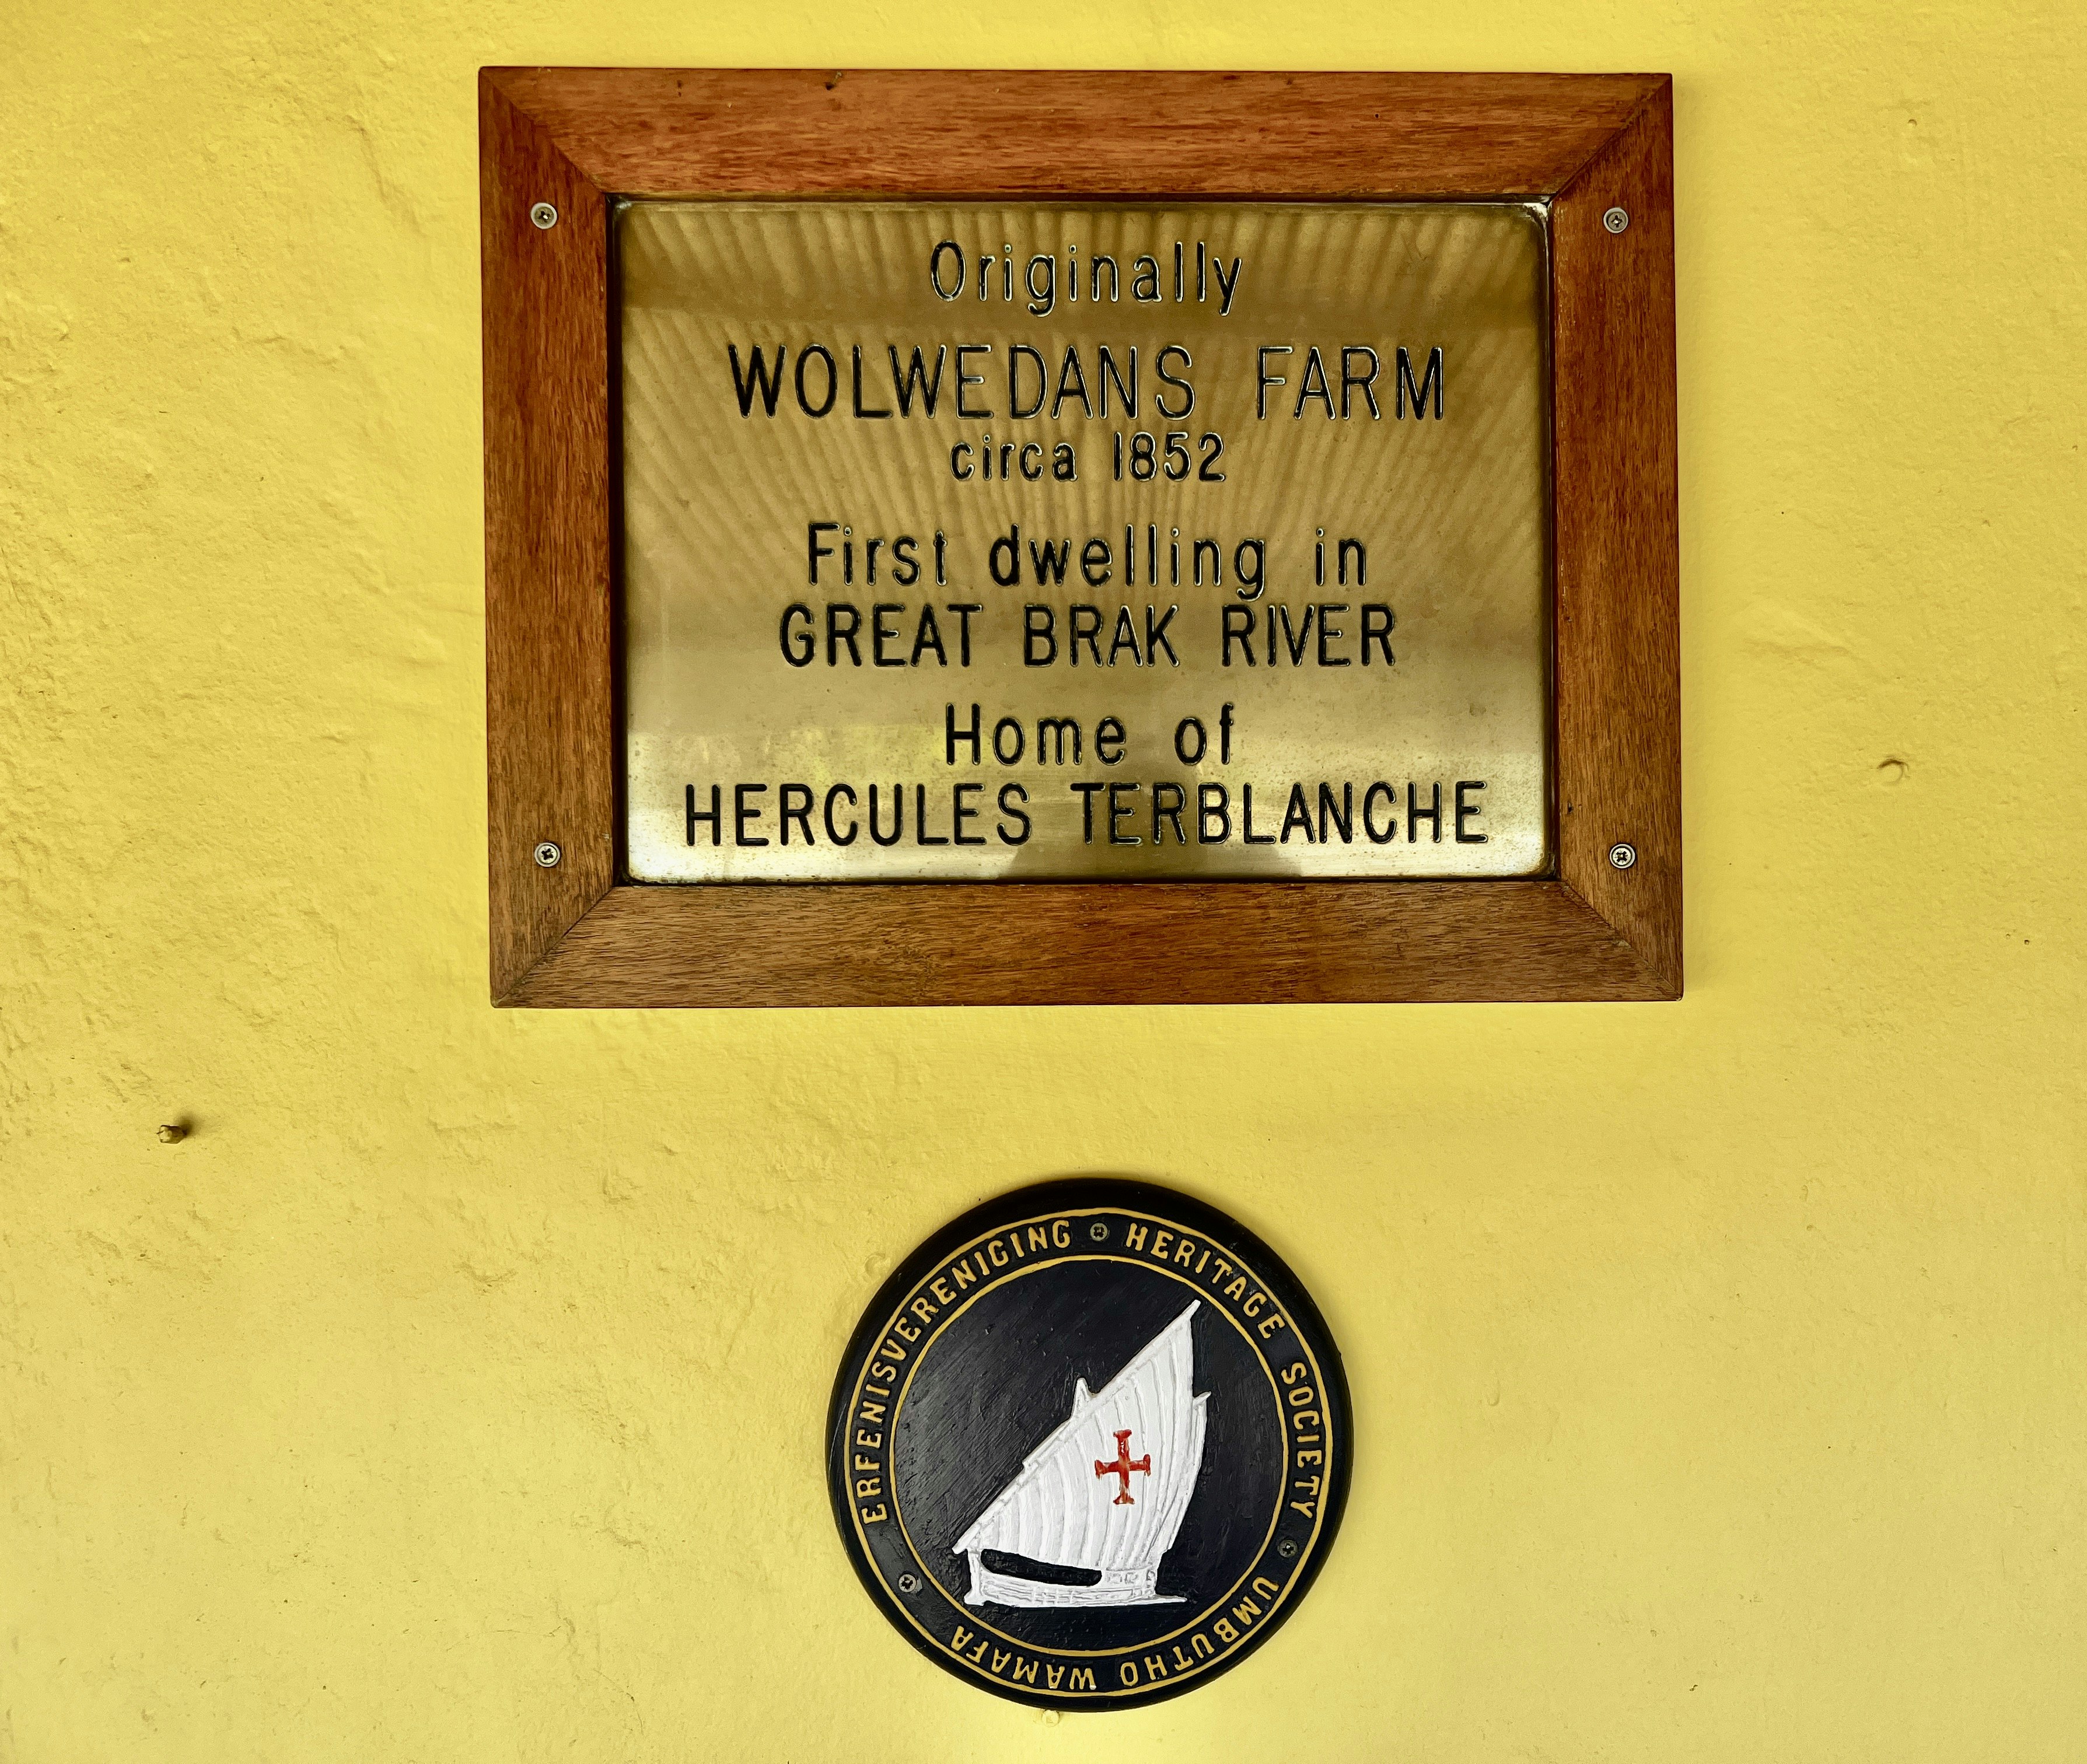 Originally
WOLWEDANS FARM
circa 1852
First dwelling in
GREAT BRAK RIVER
Home of
HERCULES TERBLANCHE
ERFENISVERENIGING
HERITAGE SOCIETY
UMBUTHO WAMAFA